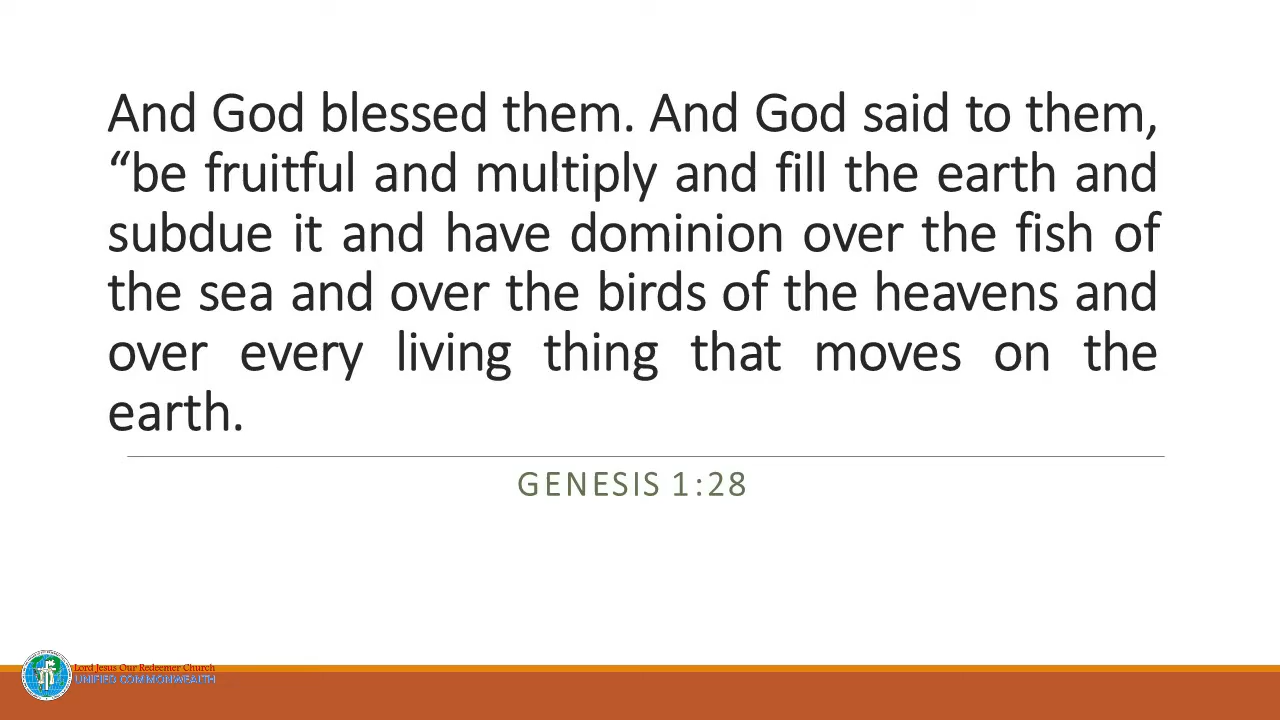 And God blessed them. And God said to them,
“be fruitful and multiply and fill the earth and
subdue it and have dominion over the fish of
the sea and over the birds of the heavens and
over every living thing that moves on the
earth.
GENESIS 1:28
Lord Jesus Our Redeemer Church
UNIFIED COMMONWEALTH